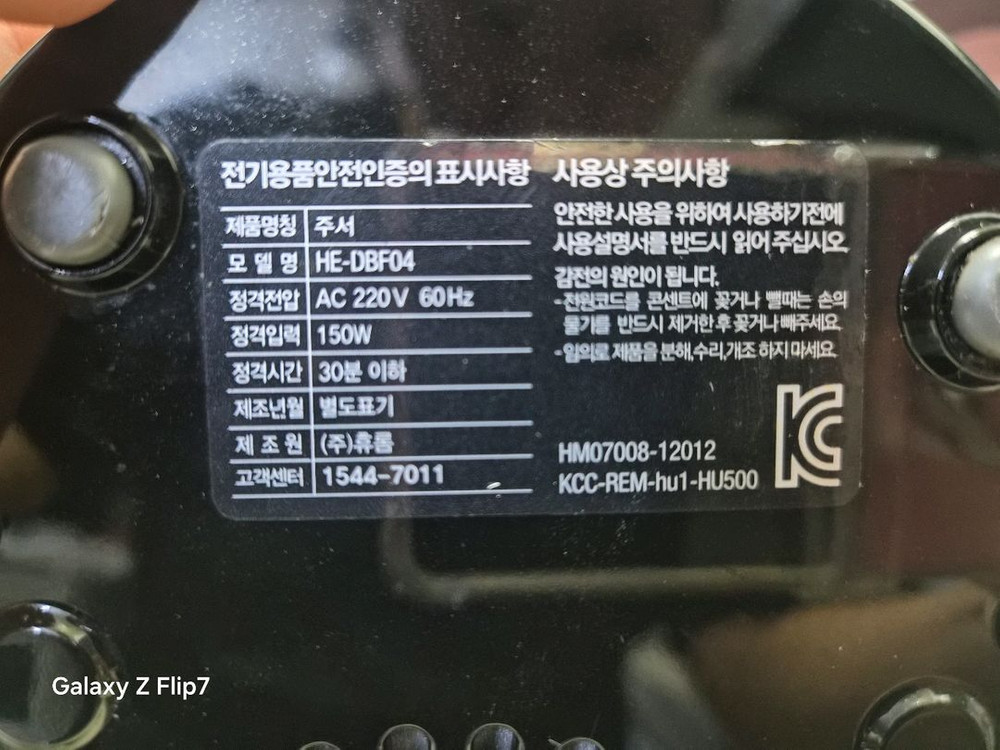 전기용품안전인증의 표시사항
제품명칭 주서
모 델 명 HE-DBF04
정격전압 AC 220V 60Hz
정격입력 150W
정격시간 30분 이하
제조년월 별도표기
제 조 원 (주)휴롬
고객센터 1544-7011
사용상 주의사항
안전한 사용을 위하여 사용하기전에
사용설명서를 반드시 읽어 주십시오
감전의 원인이 됩니다.
-전원코드를 콘센트에 꽂거나 뺄때는 손의
물기를 반드시 제거한후 꽂거나 빼주세요.
-임의로 제품을 분해,수리,개조 하지 마세요.
HM07008-12012
KCC-REM-hu1-HU500
KC
Galaxy Z Flip7